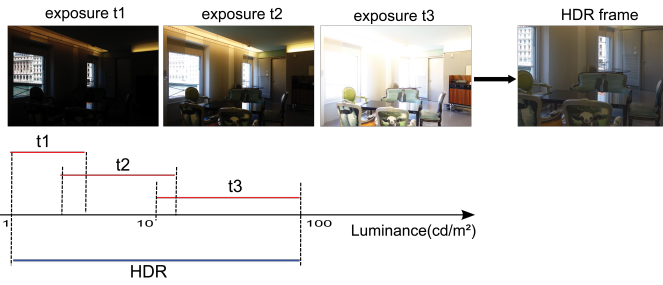 exposure t1
exposure t2
exposure t3
HDR frame
t1
t2
t3
1
10
100
Luminance(cd/m²)
HDR